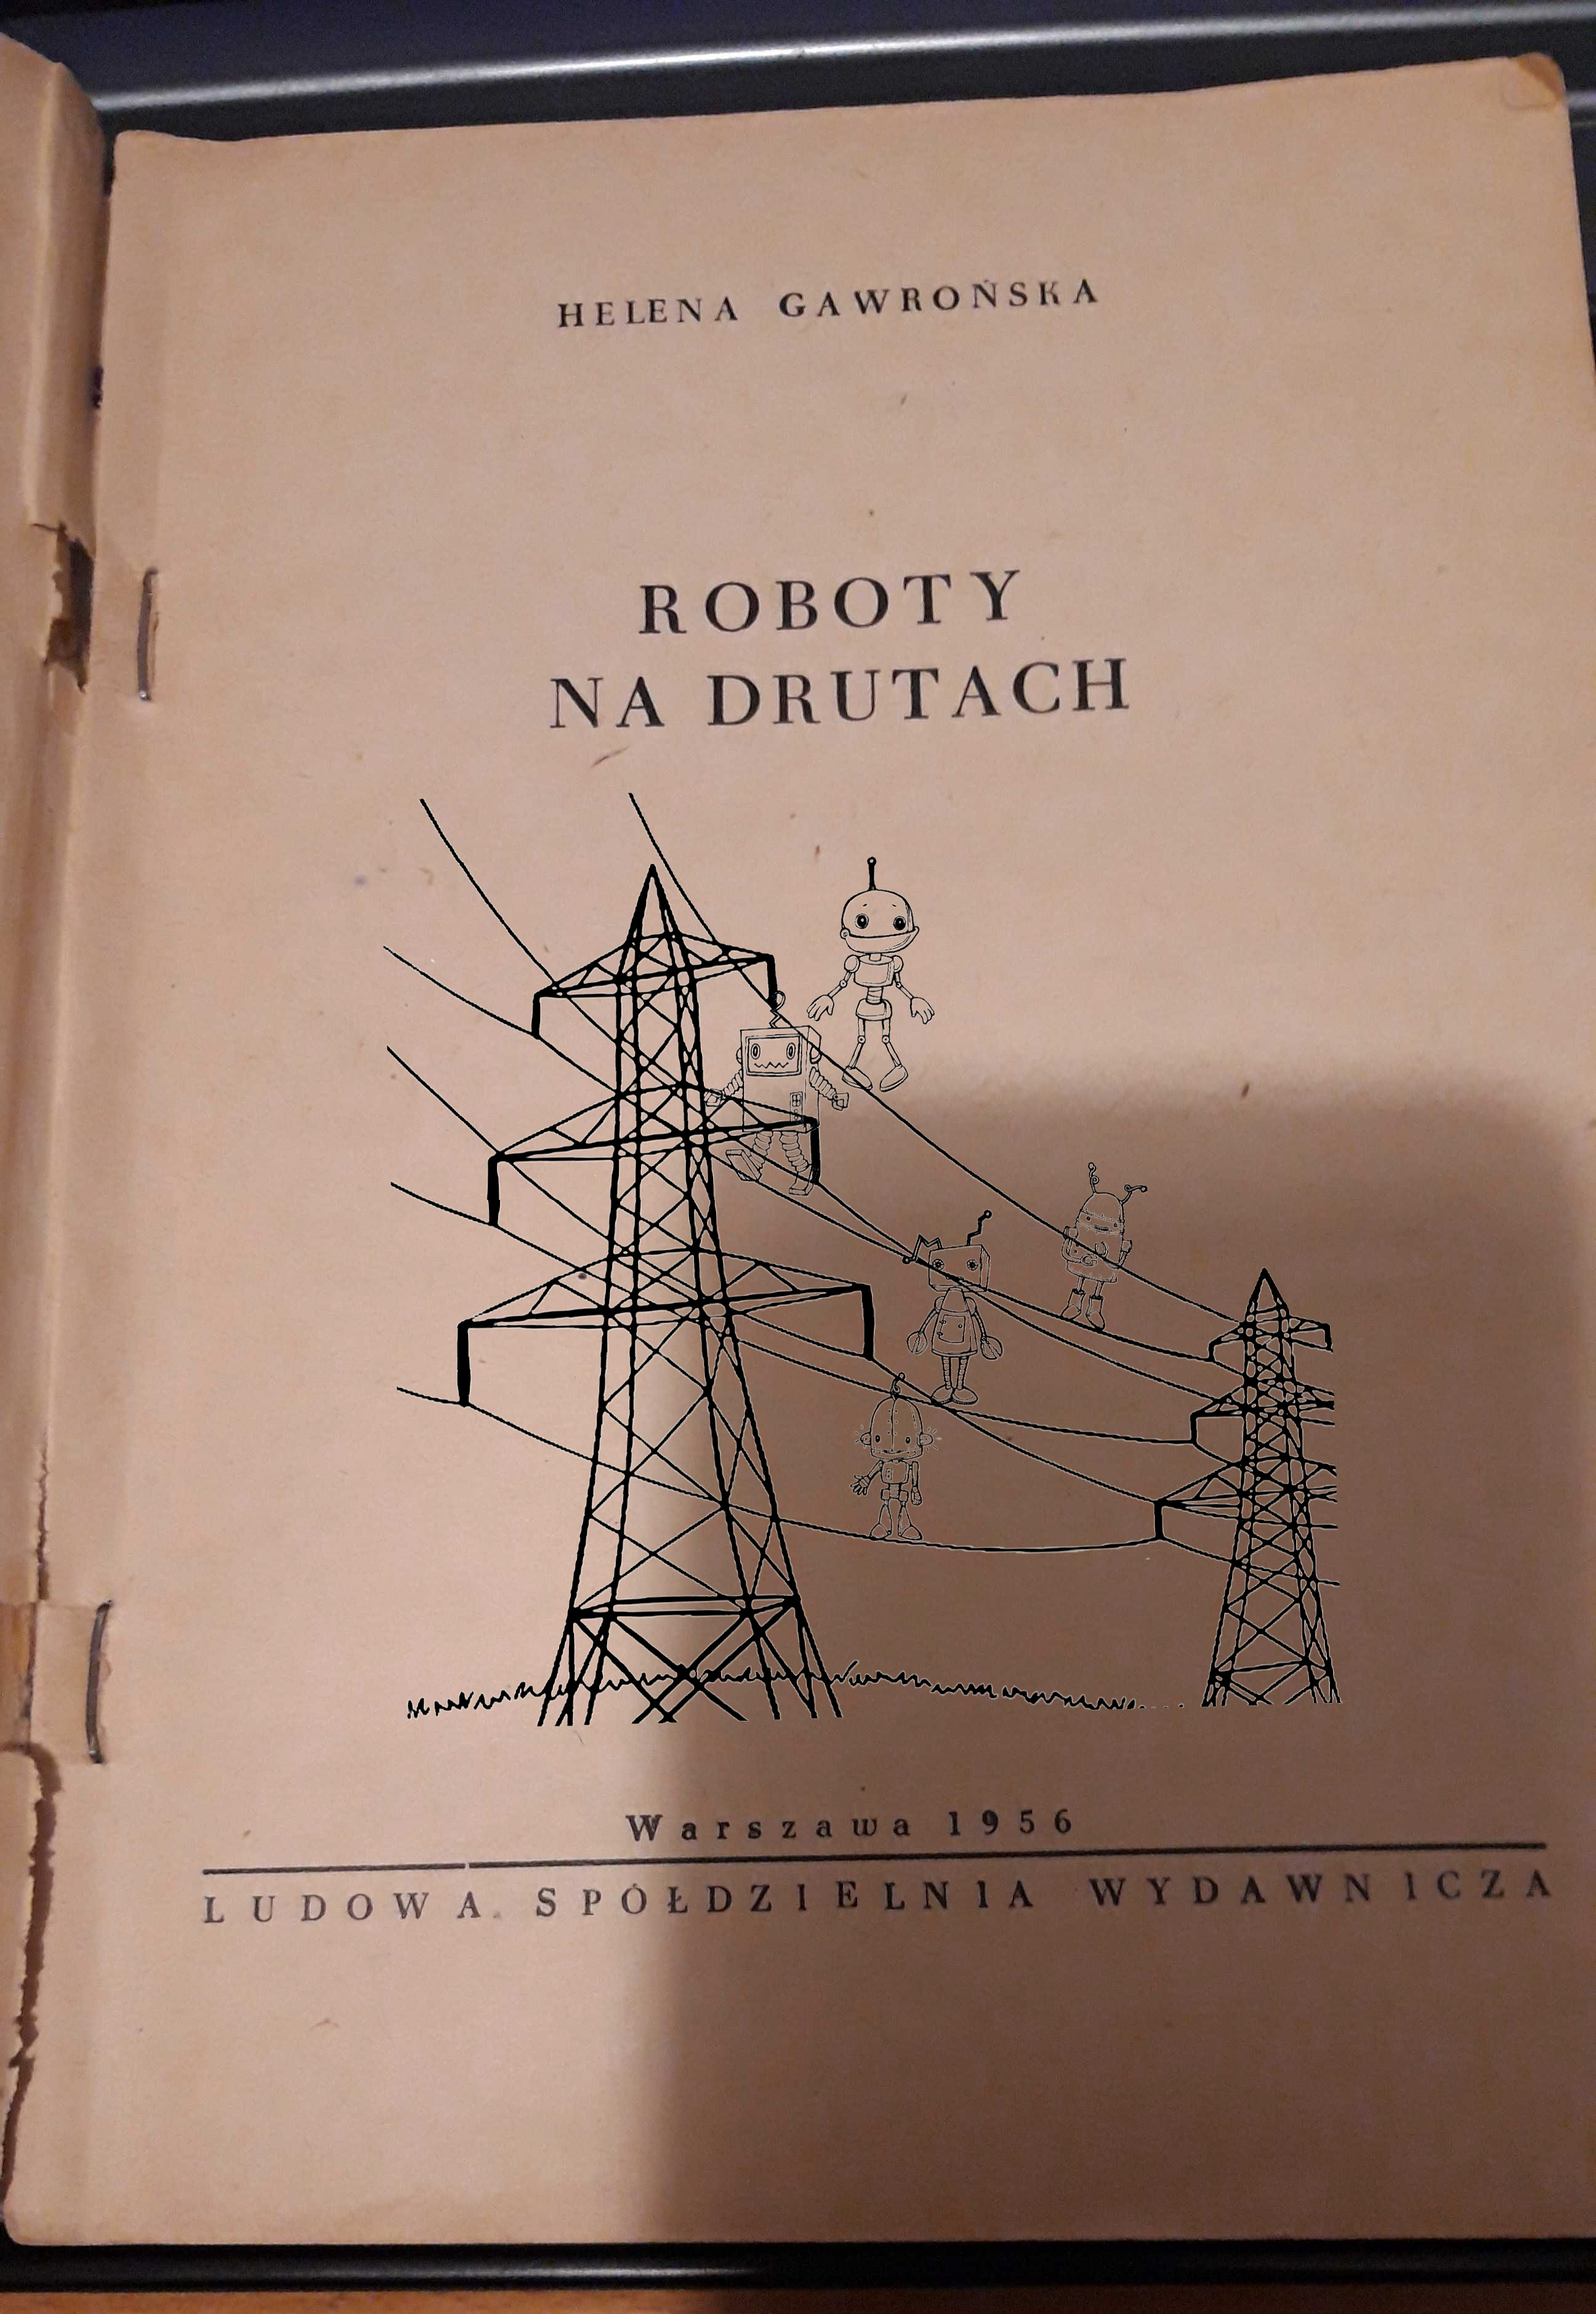 HELENA GAWROŃSKA
ROBOTY
NA DRUTACH
Warszawa 1956
LUDOWA SPÓŁDZIELNIA WYDAWNICZA